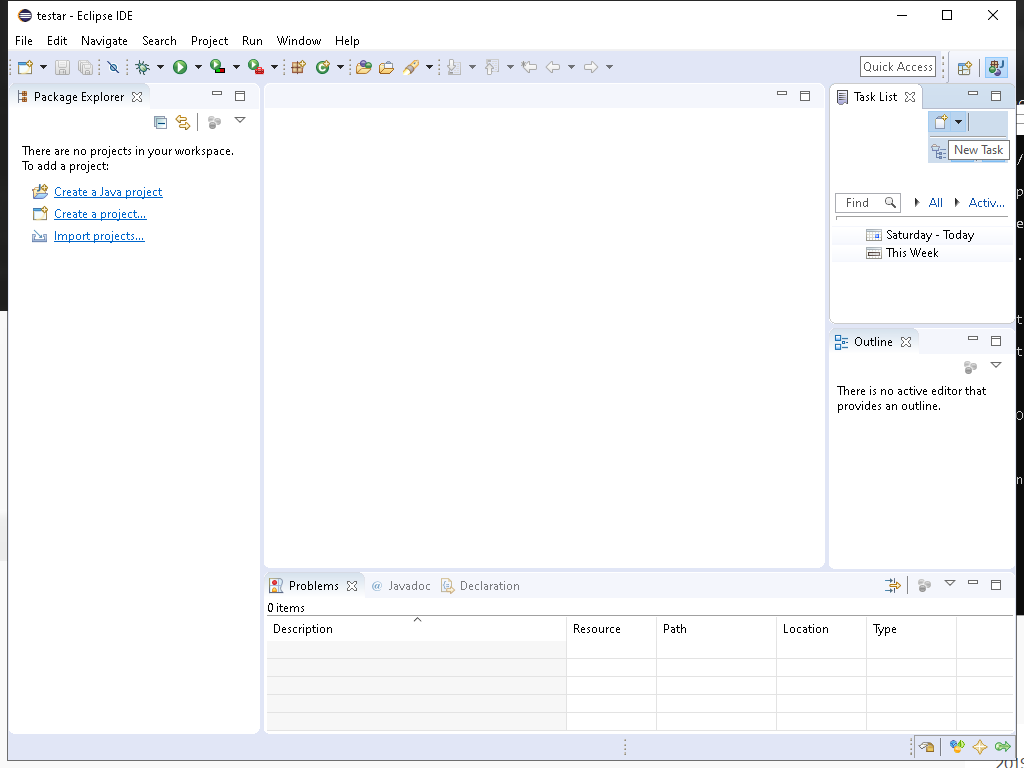 testar - Eclipse IDE
File Edit Navigate Search Project Run Window Help
Quick Access
Package Explorer
There are no projects in your workspace.
To add a project:
Create a Java project
Create a project...
Import projects...
Task List
New Task
Find All Activ...
Saturday - Today
This Week
Outline
There is no active editor that
provides an outline.
Problems @ Javadoc Declaration
0 items
Description Resource Path Location Type